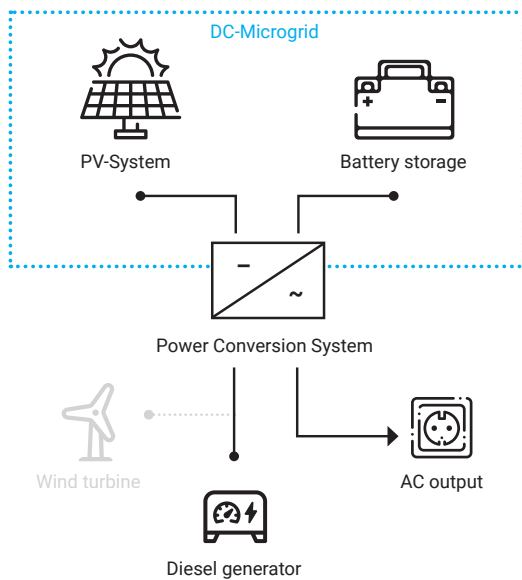 DC-Microgrid
PV-System
Battery storage
+ −
−
~
Power Conversion System
Wind turbine
AC output
Diesel generator